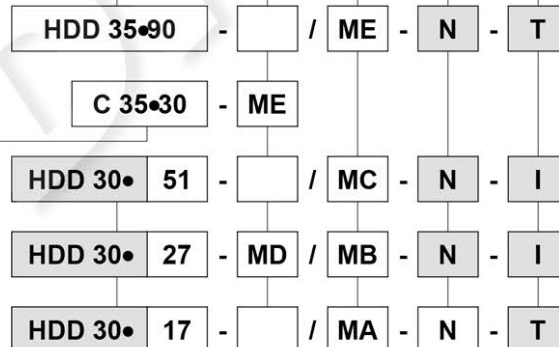 HDD 35•90 - / ME - N - T
C 35•30 - ME
HDD 30• 51 - / MC - N - I
HDD 30• 27 - MD / MB - N - I
HDD 30• 17 - / MA - N - T